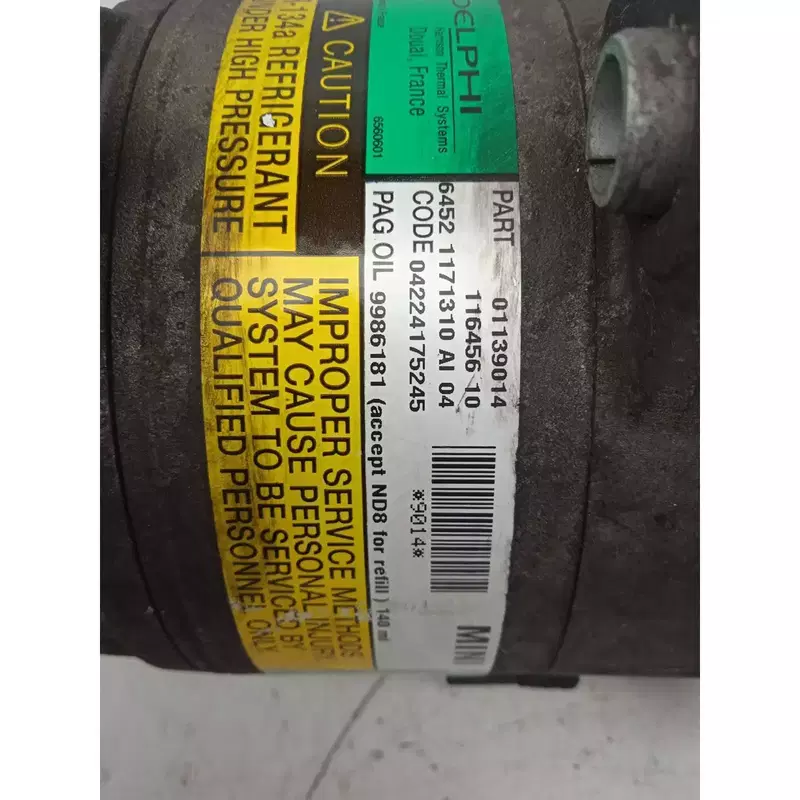 DELPHI
Harrison Thermal Systems
Douai, France
6560601
CAUTION
134a REFRIGERANT
UNDER HIGH PRESSURE
IMPROPER SERVICE METHODS
MAY CAUSE PERSONAL INJURY
SYSTEM TO BE SERVICED BY
QUALIFIED PERSONNEL ONLY
PART 01139014
116456 10
6452 1171310 AI 04
CODE 04224175245
PAG OIL 9986181 (accept ND8 for refill) 140 ml
*9014*
MINI